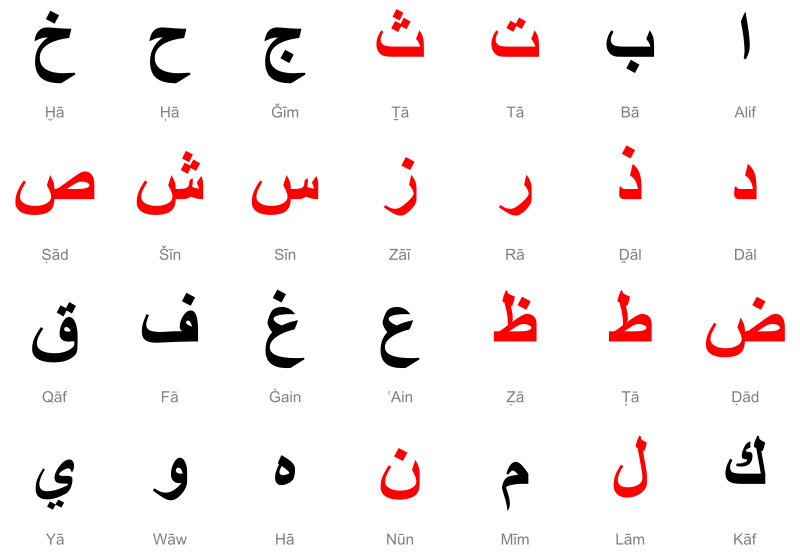 ا ب ت ث ج ح خ
Alif Bā Tā Ṯā Ǧīm Ḥā Ḫā
د ذ ر ز س ش ص
Dāl Ḏāl Rā Zāī Sīn Šīn Ṣād
ض ط ظ ع غ ف ق
Ḍād Ṭā Ẓā ʿAin Ġain Fā Qāf
ك ل م ن ه و ي
Kāf Lām Mīm Nūn Hā Wāw Yā